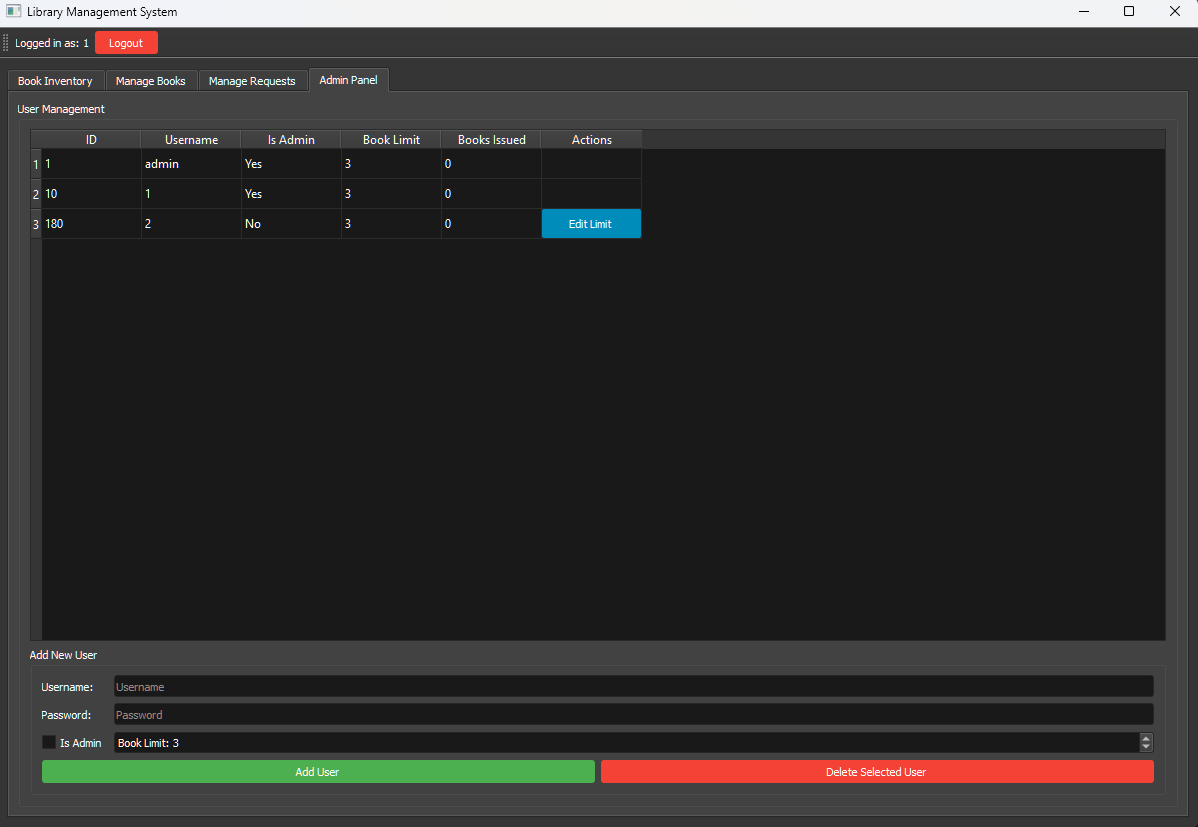 Library Management System
Logged in as: 1 Logout
Book Inventory Manage Books Manage Requests Admin Panel
User Management
ID Username Is Admin Book Limit Books Issued Actions
1 1 admin Yes 3 0
2 10 1 Yes 3 0
3 180 2 No 3 0 Edit Limit
Add New User
Username: Username
Password: Password
Is Admin Book Limit: 3
Add User Delete Selected User